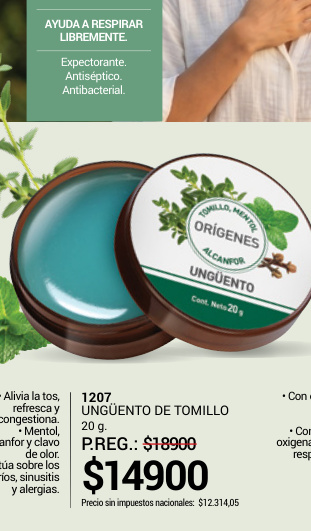 AYUDA A RESPIRAR
LIBREMENTE.
Expectorante.
Antiséptico.
Antibacterial.
TOMILLO, MENTOL
ORÍGENES
ALCANFOR
UNGÜENTO
Cont. Neto 20 g
• Alivia la tos,
refresca y
congestiona.
• Mentol,
anfor y clavo
de olor.
túa sobre los
ríos, sinusitis
y alergias.
1207
UNGÜENTO DE TOMILLO
20 g.
P.REG.: $18900
$14900
Precio sin impuestos nacionales: $12.314,05
• Con
• Con
oxigena
resp